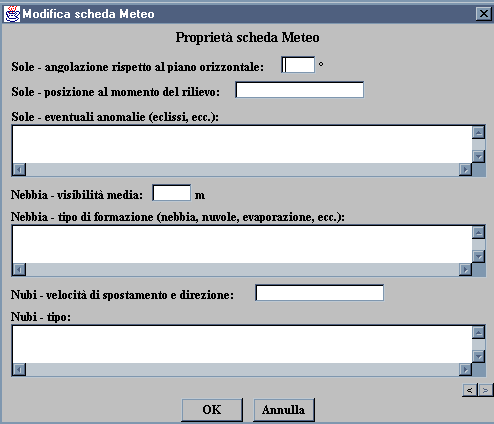 Modifica scheda Meteo
Proprietà scheda Meteo
Sole - angolazione rispetto al piano orizzontale: °
Sole - posizione al momento del rilievo:
Sole - eventuali anomalie (eclissi, ecc.):
Nebbia - visibilità media: m
Nebbia - tipo di formazione (nebbia, nuvole, evaporazione, ecc.):
Nubi - velocità di spostamento e direzione:
Nubi - tipo:
< >
OK Annulla